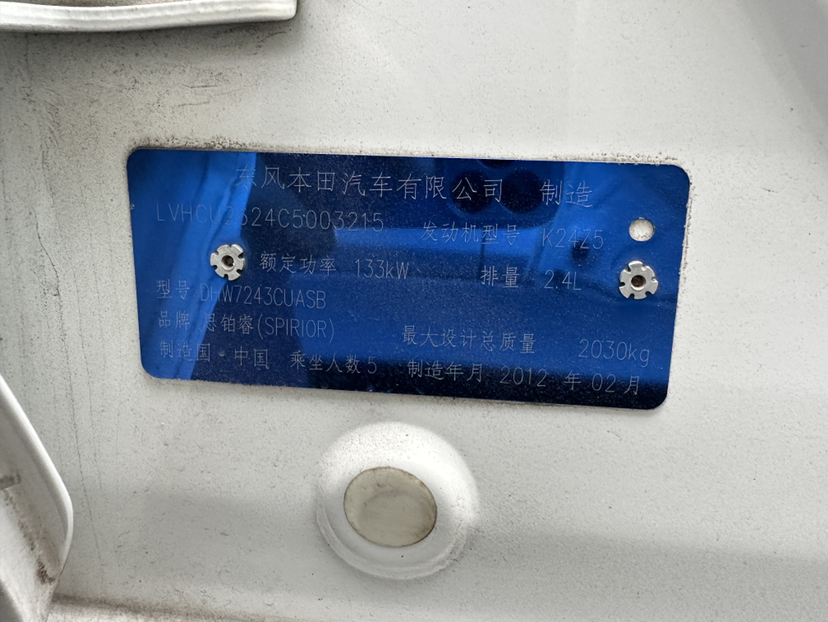 东风本田汽车有限公司 制造
LVHCU2624C5003215 发动机型号 K24Z5
额定功率 133kW 排量 2.4L
型号 DHW7243CUASB
品牌 思铂睿(SPIRIOR) 最大设计总质量 2030kg
制造国·中国 乘坐人数5 制造年月 2012 年 02 月